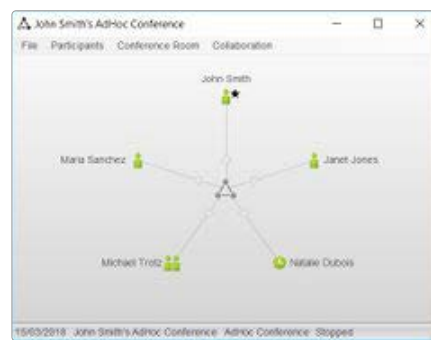 John Smith's AdHoc Conference
File Participants Conference Room Collaboration
John Smith
Maria Sanchez
Janet Jones
Michael Trotz
Natalie Dubois
15/03/2018 John Smith's AdHoc Conference AdHoc Conference Stopped